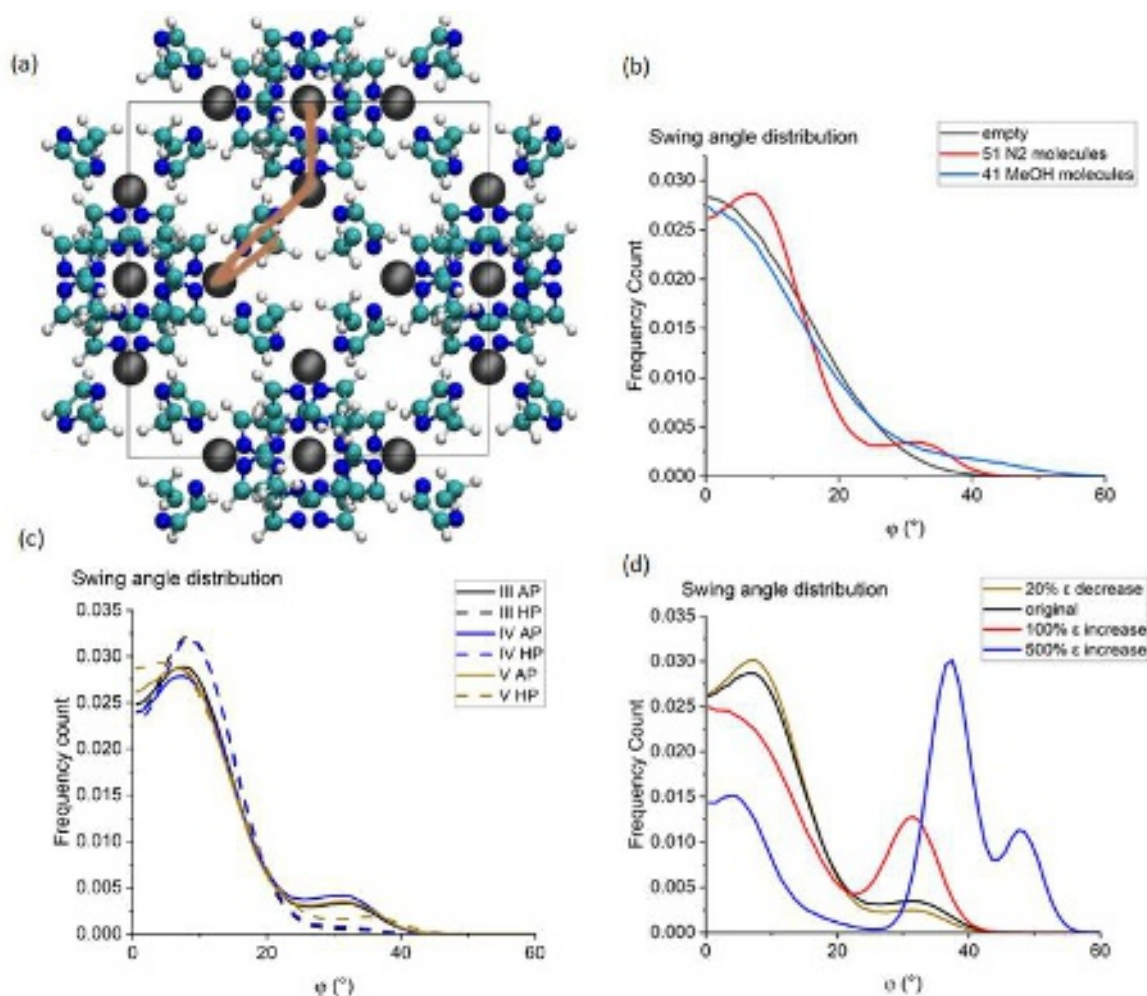 (a)
(b)
Swing angle distribution
empty
51 N2 molecules
41 MeOH molecules
Frequency Count
0.030
0.025
0.020
0.015
0.010
0.005
0.000
0
20
40
60
φ (°)
(c)
Swing angle distribution
III AP
III HP
IV AP
IV HP
V AP
V HP
Frequency count
0.035
0.030
0.025
0.020
0.015
0.010
0.005
0.000
0
20
40
60
φ (°)
(d)
Swing angle distribution
20% ε decrease
original
100% ε increase
500% ε increase
Frequency Count
0.035
0.030
0.025
0.020
0.015
0.010
0.005
0.000
0
20
40
60
υ (°)